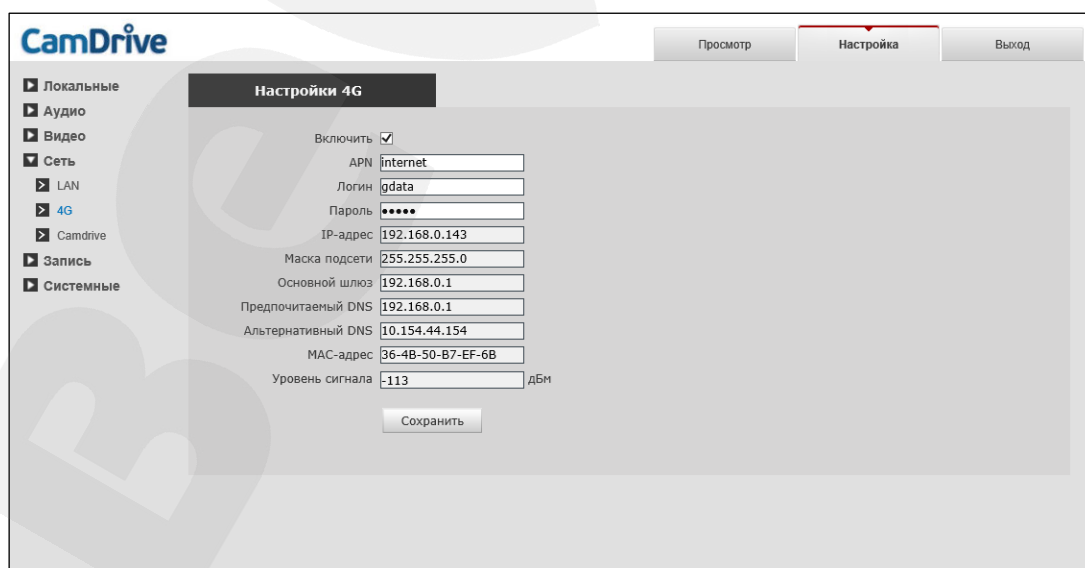 CamDrive
Просмотр
Настройка
Выход
Локальные
Аудио
Видео
Сеть
LAN
4G
Camdrive
Запись
Системные
Настройки 4G
Включить
APN internet
Логин gdata
Пароль •••••
IP-адрес 192.168.0.143
Маска подсети 255.255.255.0
Основной шлюз 192.168.0.1
Предпочитаемый DNS 192.168.0.1
Альтернативный DNS 10.154.44.154
MAC-адрес 36-4B-50-B7-EF-6B
Уровень сигнала -113 дБм
Сохранить